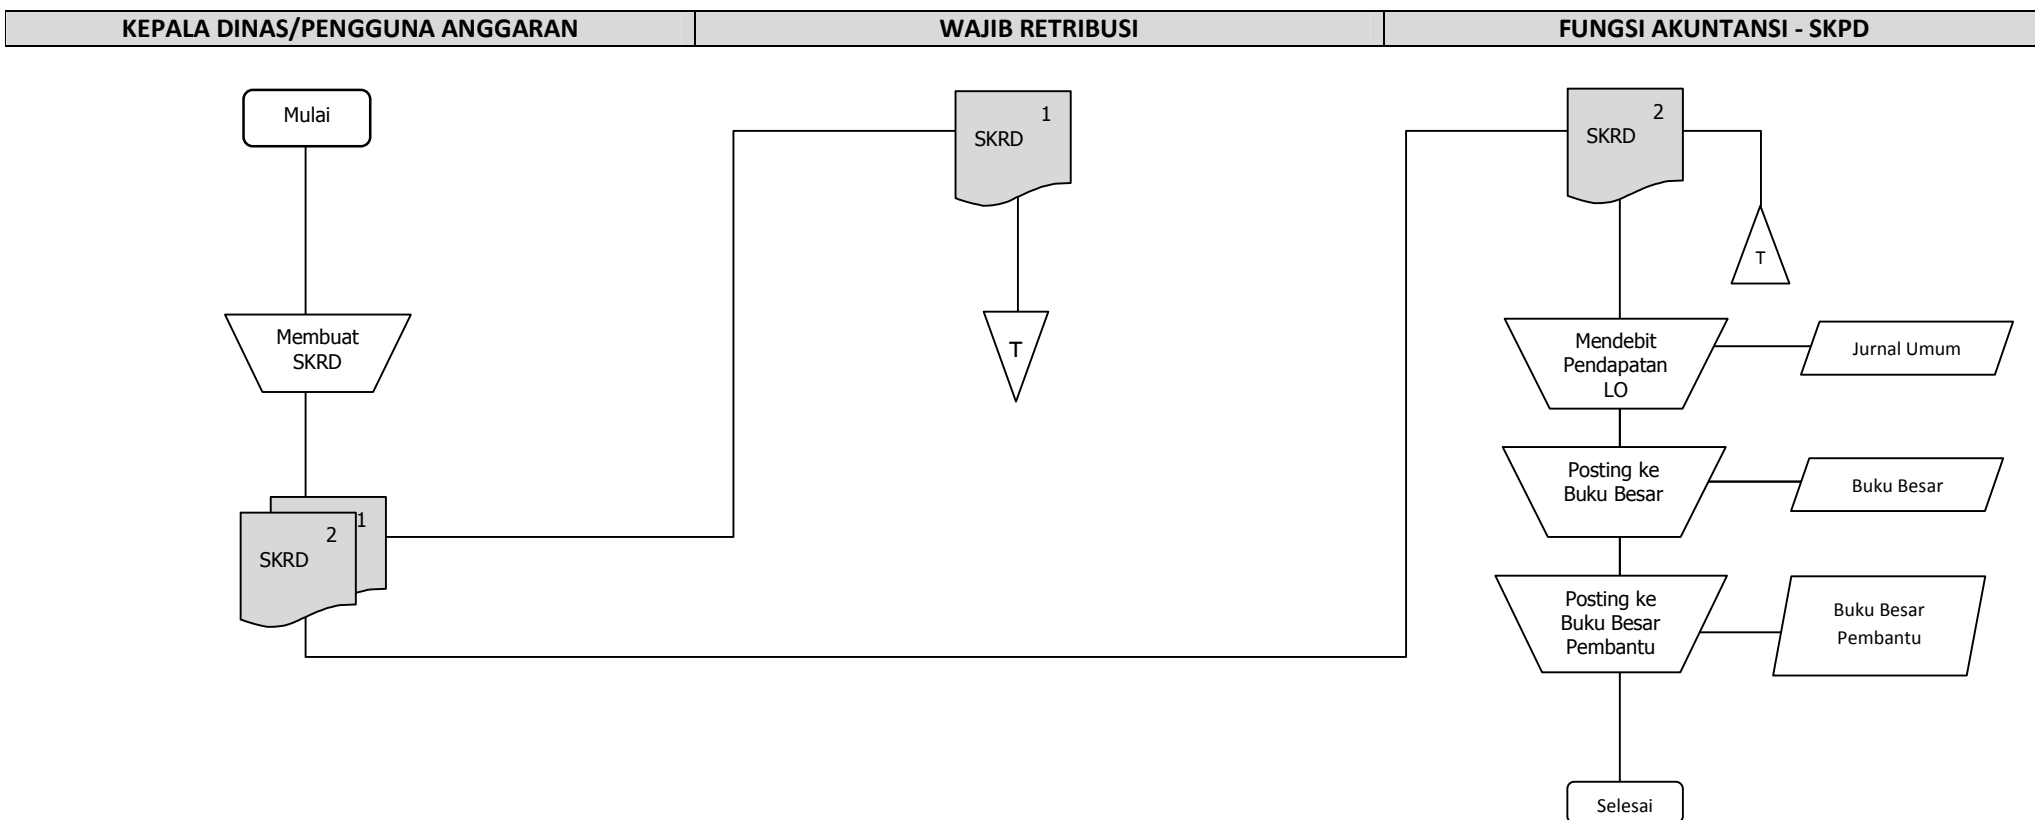 KEPALA DINAS/PENGGUNA ANGGARAN
WAJIB RETRIBUSI
FUNGSI AKUNTANSI - SKPD
Mulai
Membuat
SKRD
1
2
SKRD
1
SKRD
T
2
SKRD
T
Mendebit
Pendapatan
LO
Jurnal Umum
Posting ke
Buku Besar
Buku Besar
Posting ke
Buku Besar
Pembantu
Buku Besar
Pembantu
Selesai